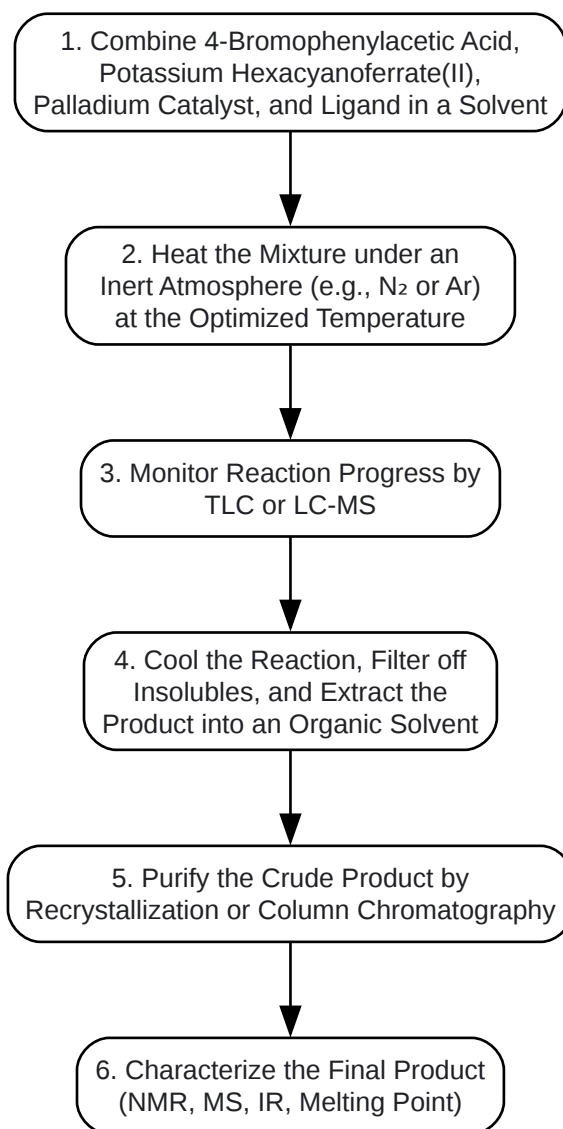 1. Combine 4-Bromophenylacetic Acid,
Potassium Hexacyanoferrate(II),
Palladium Catalyst, and Ligand in a Solvent
2. Heat the Mixture under an
Inert Atmosphere (e.g., N₂ or Ar)
at the Optimized Temperature
3. Monitor Reaction Progress by
TLC or LC-MS
4. Cool the Reaction, Filter off
Insolubles, and Extract the
Product into an Organic Solvent
5. Purify the Crude Product by
Recrystallization or Column Chromatography
6. Characterize the Final Product
(NMR, MS, IR, Melting Point)